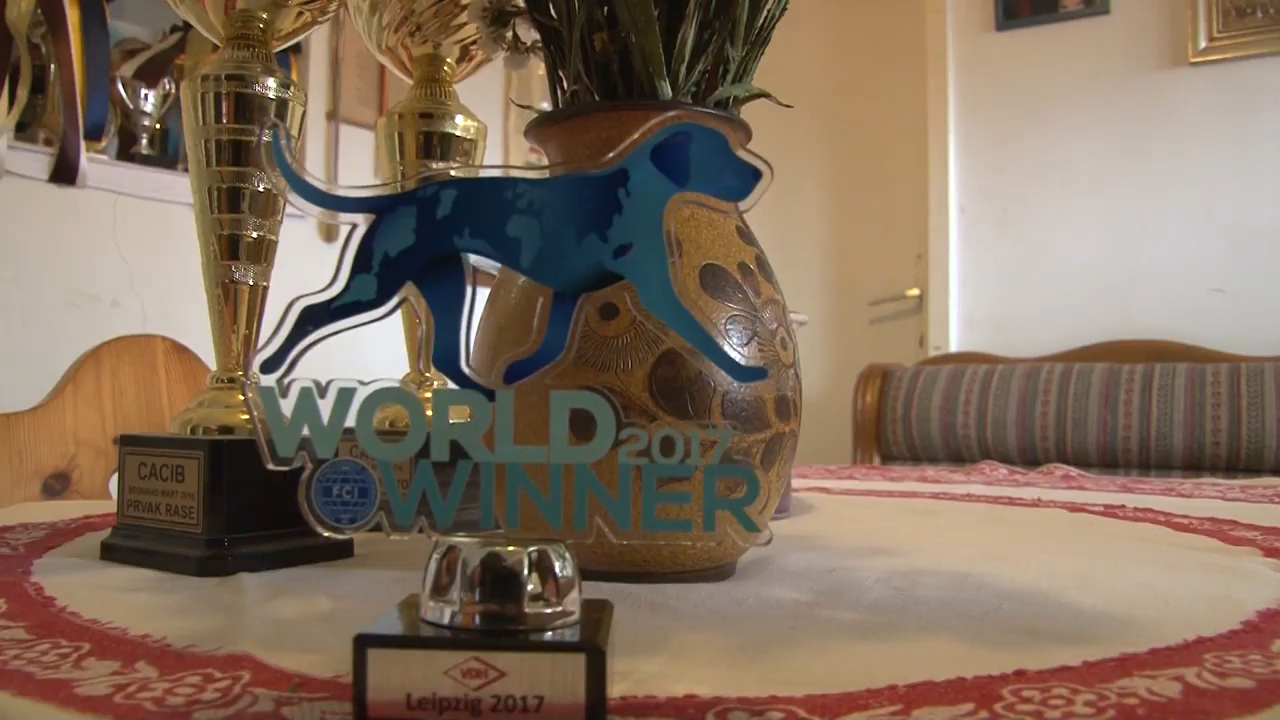 WORLD 2017
FCI WINNER
CACIB
PRVAK RASE
VDH
Leipzig 2017